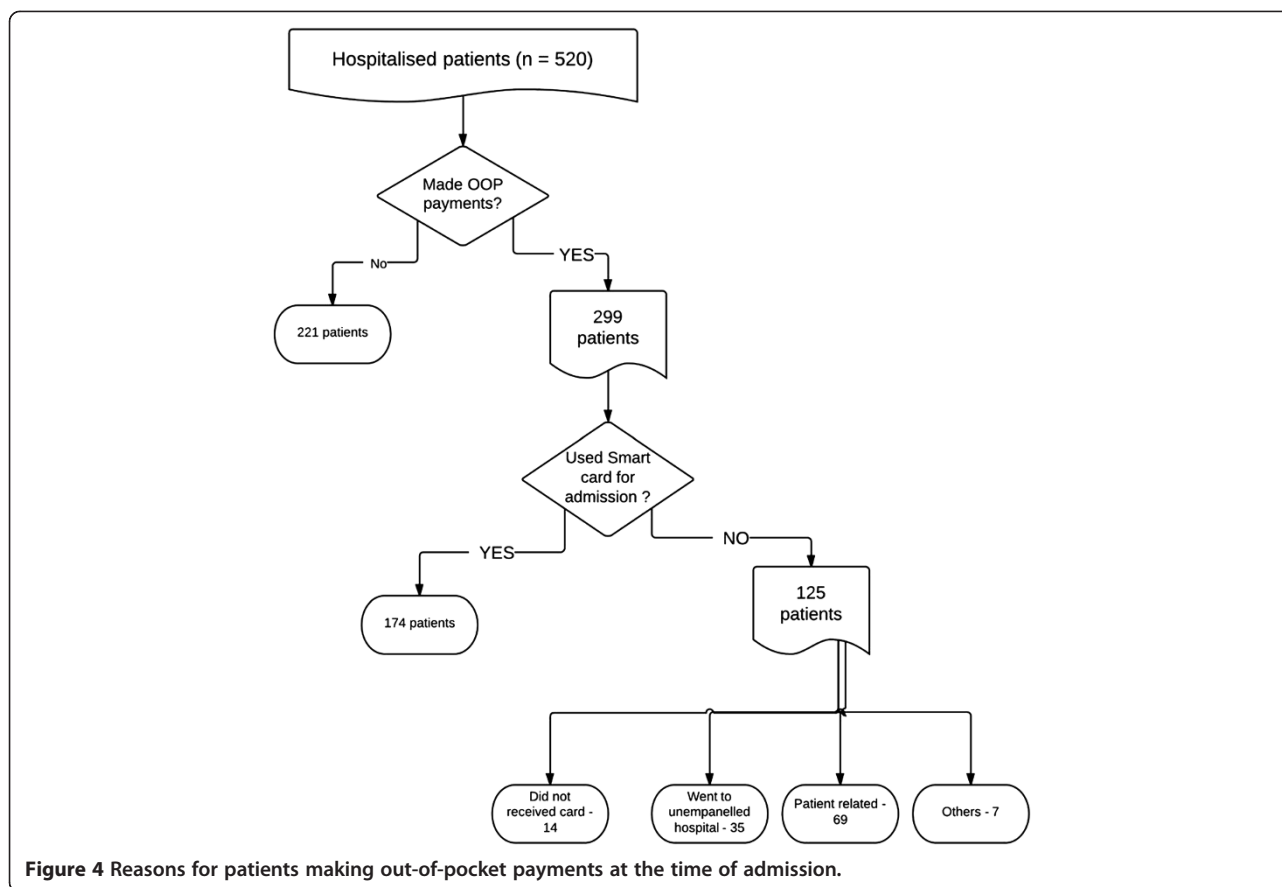 Hospitalised patients (n = 520)
Made OOP
payments?
No
YES
221 patients
299
patients
Used Smart
card for
admission ?
YES
NO
174 patients
125
patients
Did not
received card -
14
Went to
unempanelled
hospital - 35
Patient related -
69
Others - 7
Figure 4 Reasons for patients making out-of-pocket payments at the time of admission.